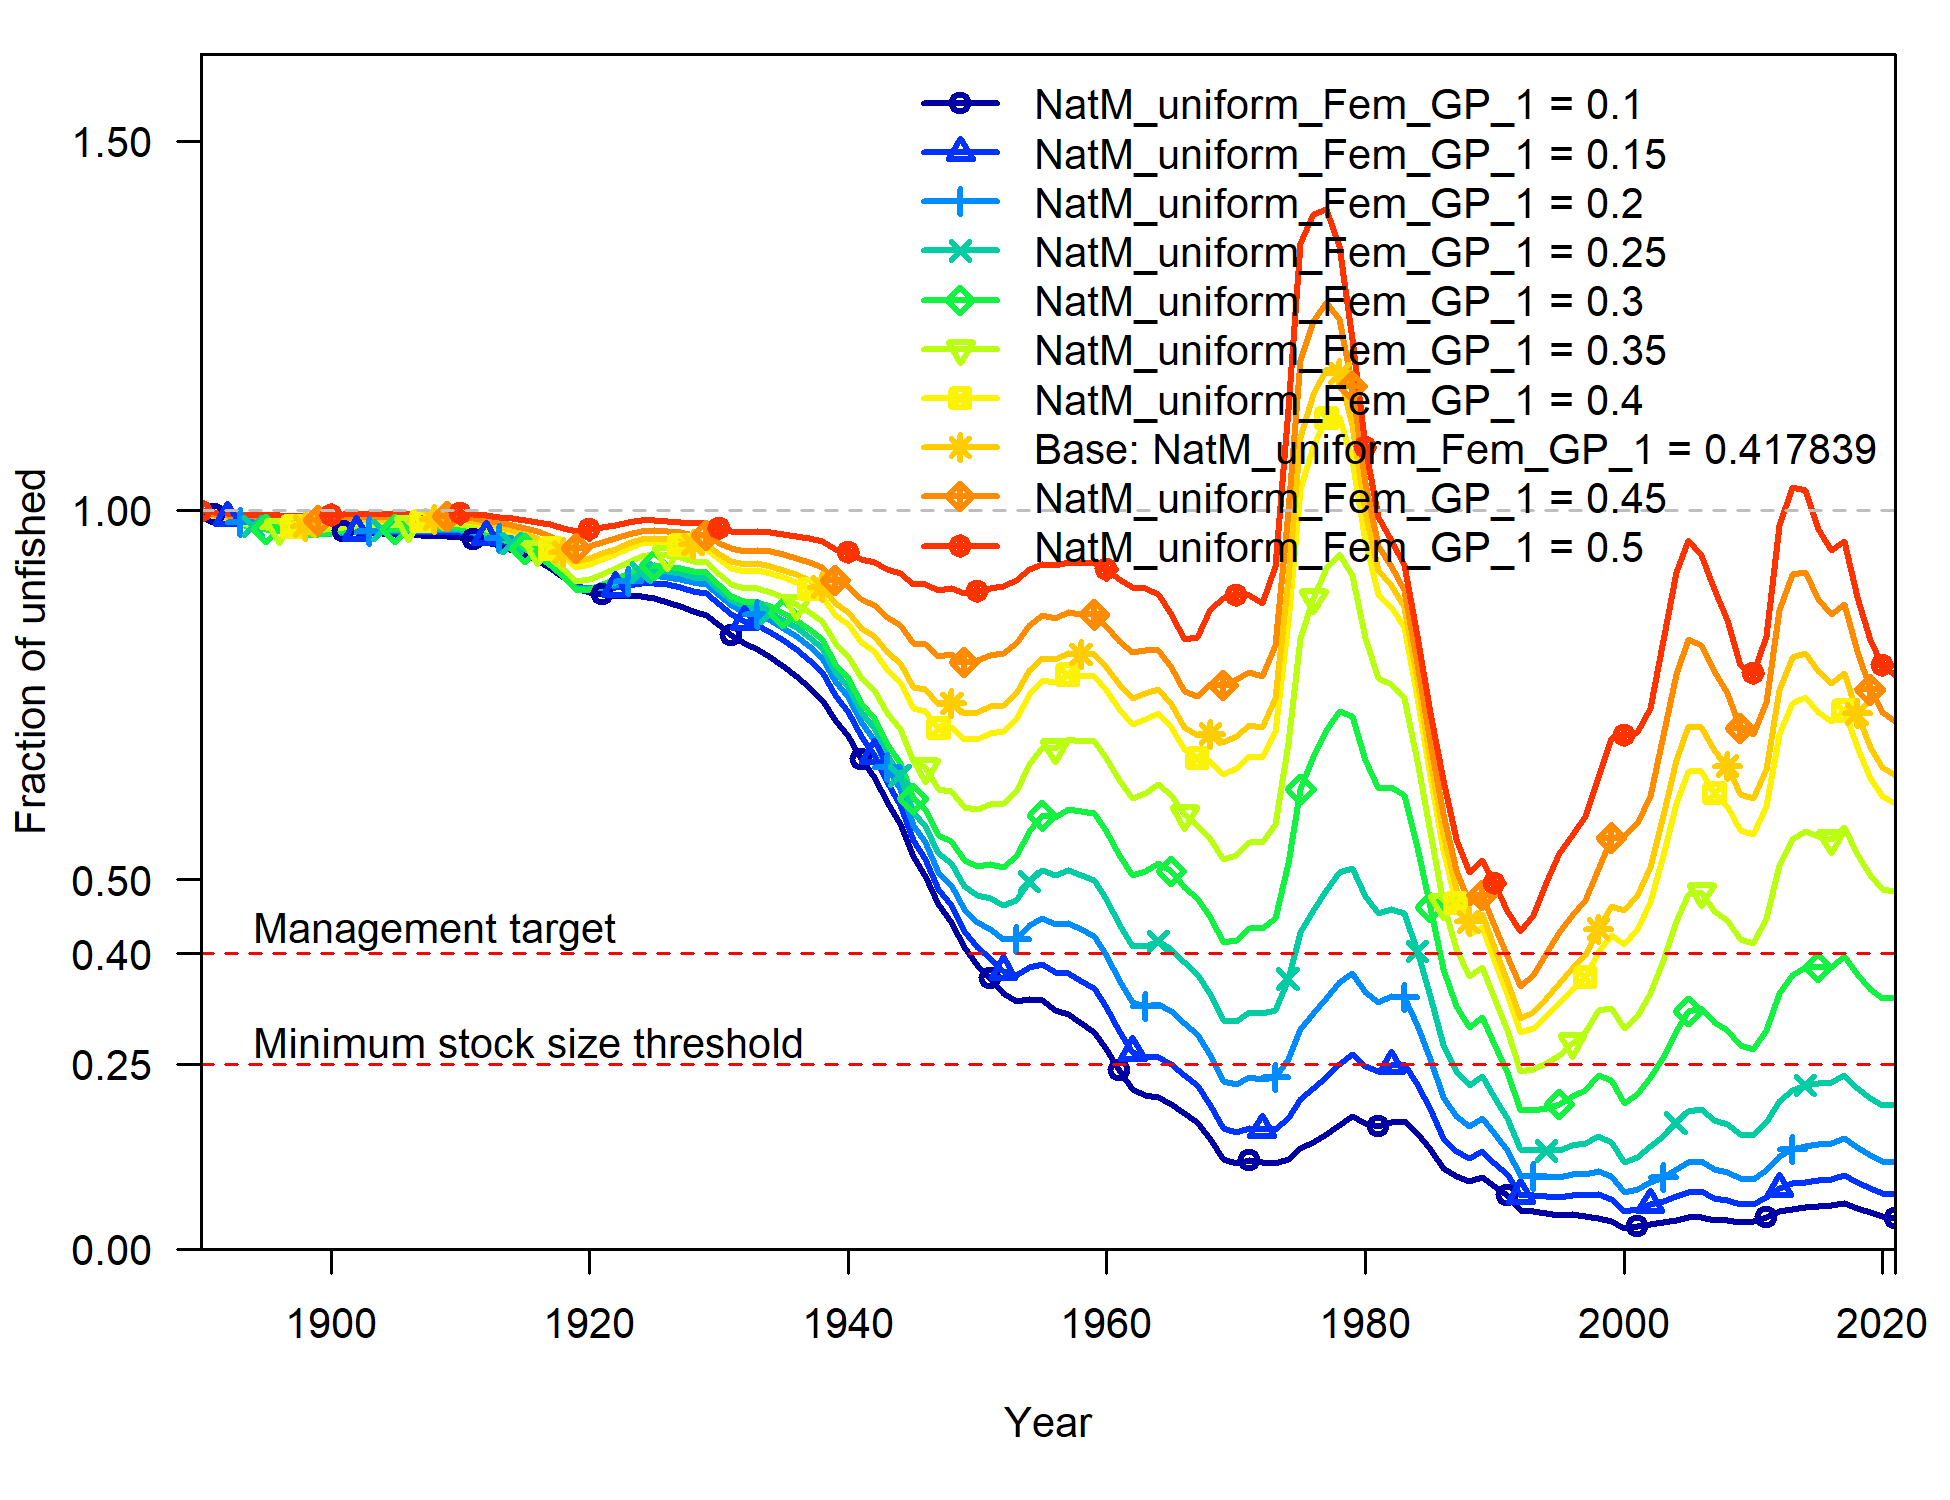 NatM_uniform_Fem_GP_1 = 0.1
NatM_uniform_Fem_GP_1 = 0.15
NatM_uniform_Fem_GP_1 = 0.2
NatM_uniform_Fem_GP_1 = 0.25
NatM_uniform_Fem_GP_1 = 0.3
NatM_uniform_Fem_GP_1 = 0.35
NatM_uniform_Fem_GP_1 = 0.4
Base: NatM_uniform_Fem_GP_1 = 0.417839
NatM_uniform_Fem_GP_1 = 0.45
NatM_uniform_Fem_GP_1 = 0.5
Fraction of unfished
1.50
1.00
0.50
0.40
0.25
0.00
Management target
Minimum stock size threshold
1900
1920
1940
1960
1980
2000
2020
Year